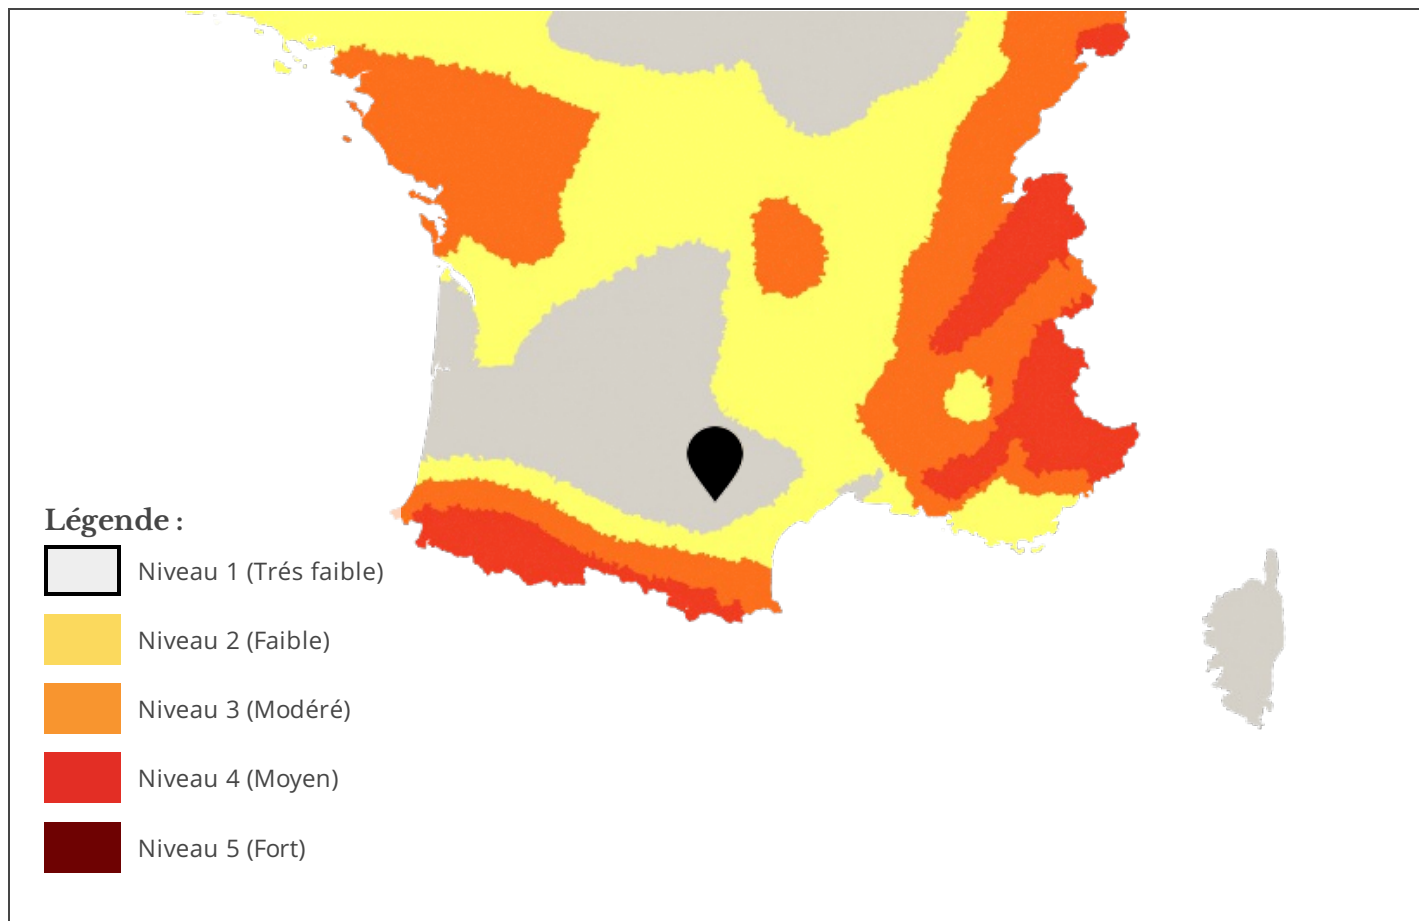 Légende :
Niveau 1 (Trés faible)
Niveau 2 (Faible)
Niveau 3 (Modéré)
Niveau 4 (Moyen)
Niveau 5 (Fort)